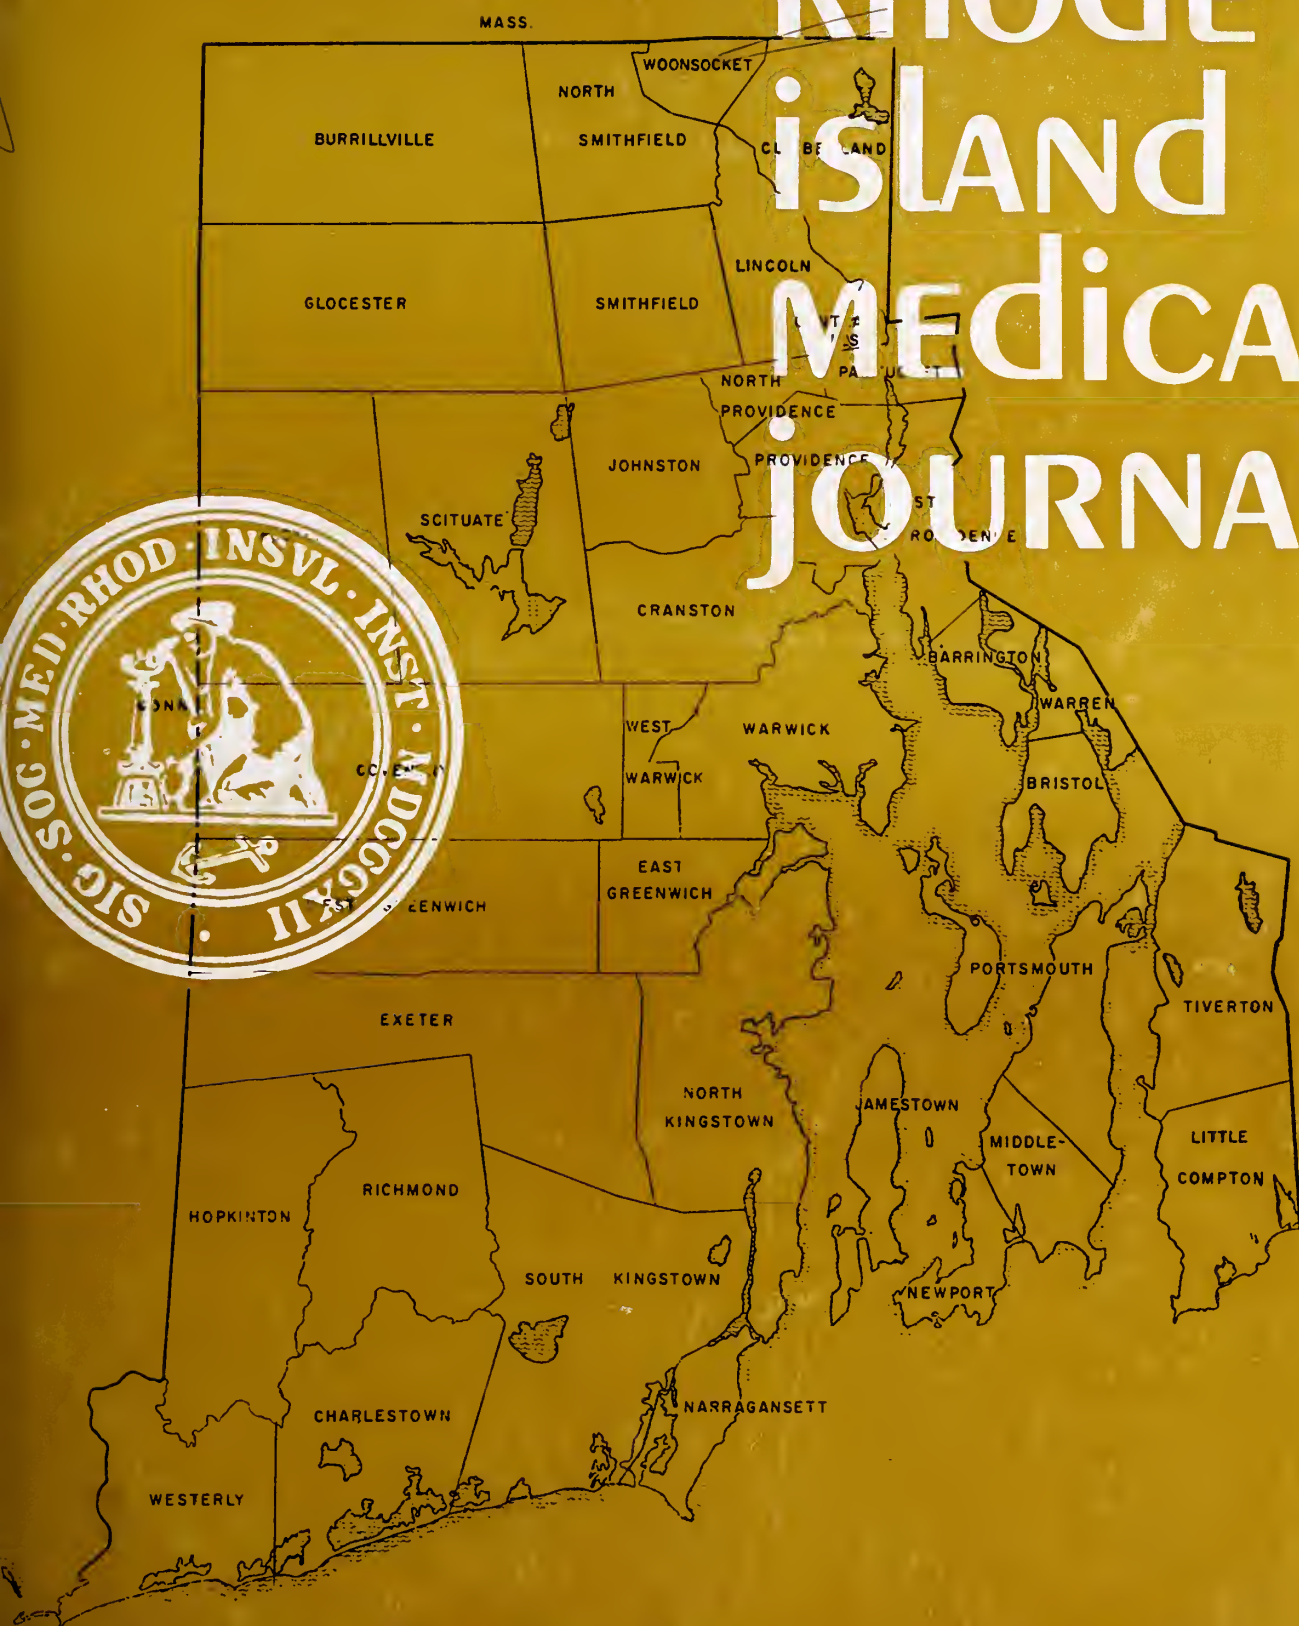 RHODE
ISLAND
MEDICA
JOURNA
MASS.
WOONSOCKET
NORTH
SMITHFIELD
BURRILLVILLE
LINCOLN
GLOCESTER
SMITHFIELD
NORTH
PROVIDENCE
PROVIDENCE
JOHNSTON
SCITUATE
CRANSTON
BARRINGTON
WARREN
WEST
WARWICK
WARWICK
BRISTOL
EAST
GREENWICH
PORTSMOUTH
TIVERTON
EXETER
NORTH
KINGSTOWN
JAMESTOWN
MIDDLE-
TOWN
LITTLE
COMPTON
RICHMOND
HOPKINTON
SOUTH KINGSTOWN
NEWPORT
NARRAGANSETT
CHARLESTOWN
WESTERLY
SIG · SOC · MED · RHOD · INSVL · INST · MDCCCXII ·